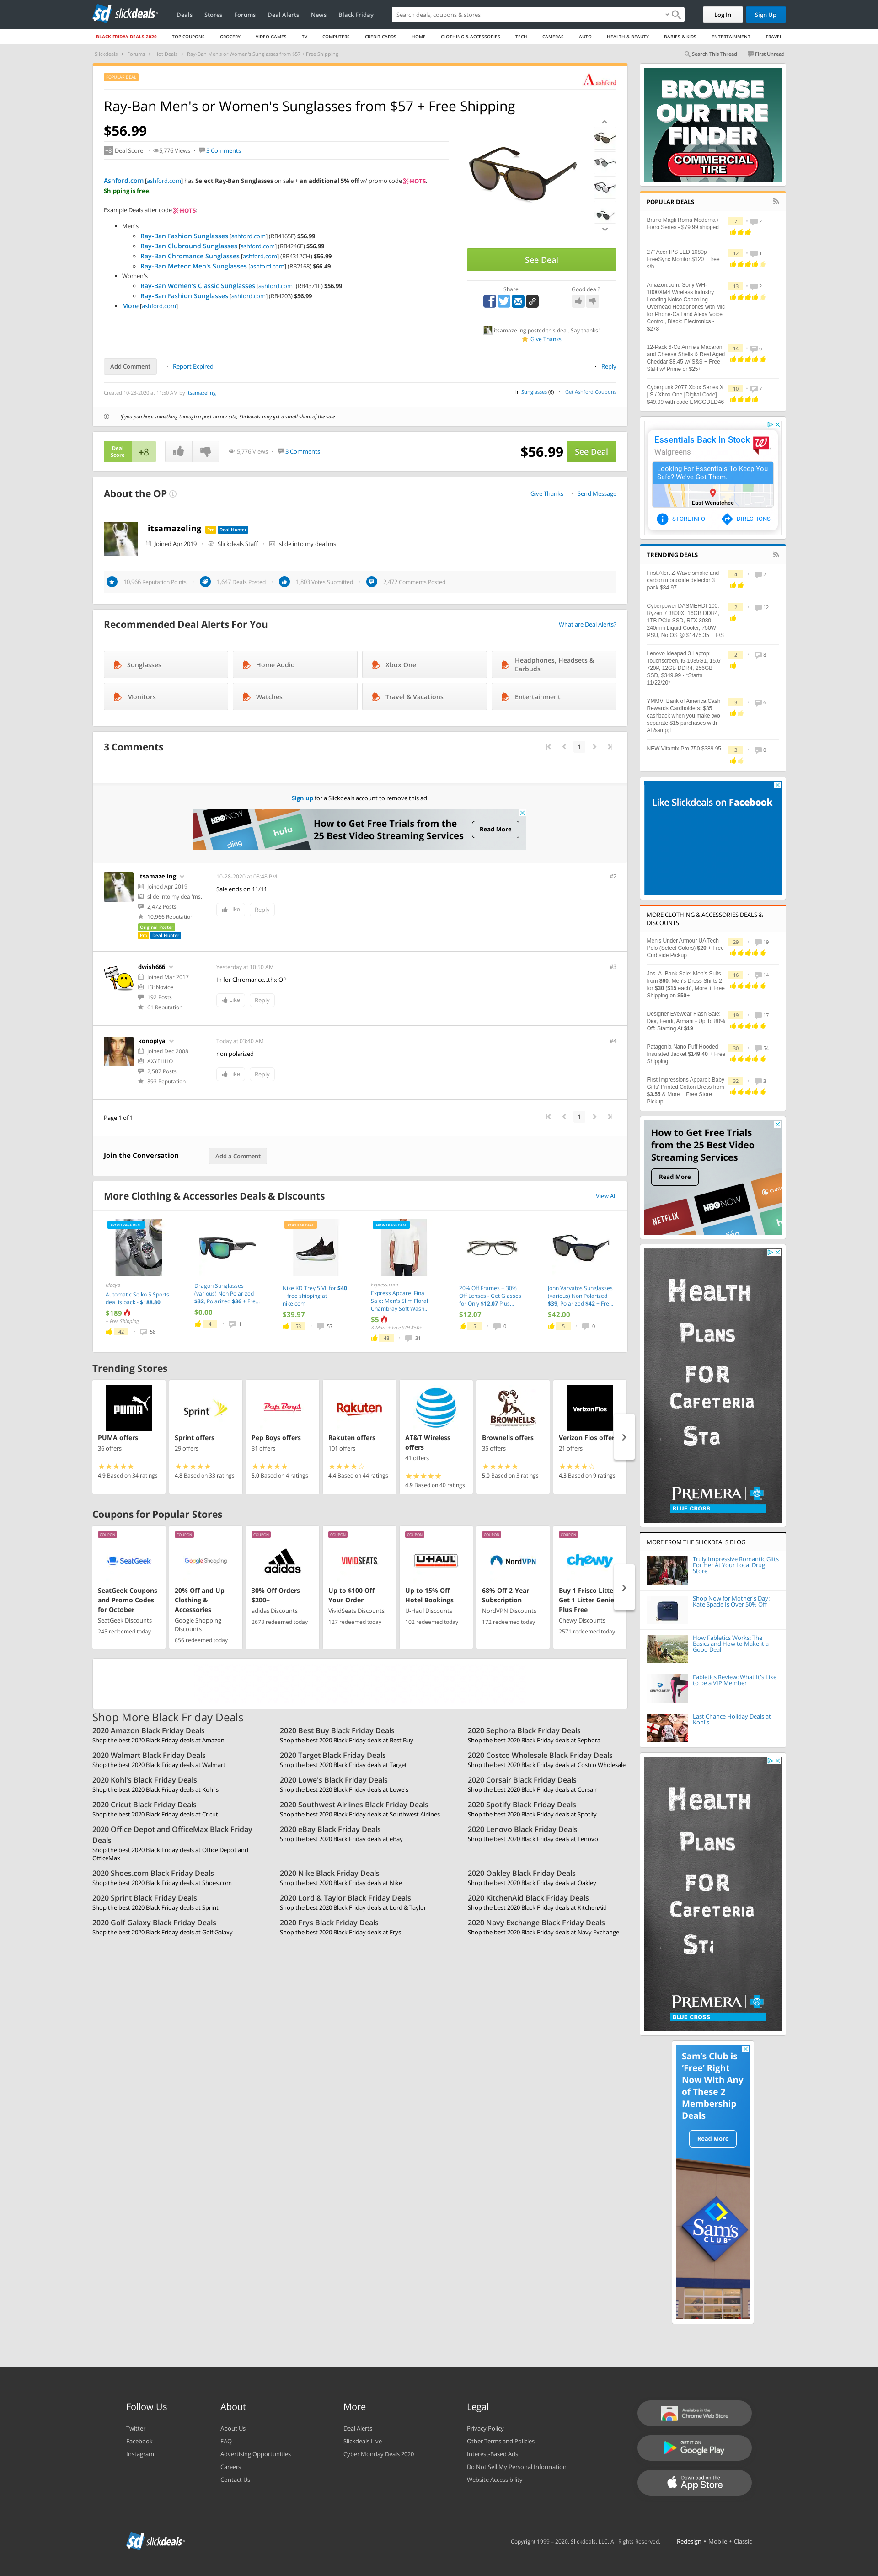 slickdeals
Deals Stores Forums Deal Alerts News Black Friday
Search deals, coupons & stores
Log In Sign Up
BLACK FRIDAY DEALS 2020 TOP COUPONS GROCERY VIDEO GAMES TV COMPUTERS CREDIT CARDS HOME CLOTHING & ACCESSORIES TECH CAMERAS AUTO HEALTH & BEAUTY BABIES & KIDS ENTERTAINMENT TRAVEL
Slickdeals > Forums > Hot Deals > Ray-Ban Men's or Women's Sunglasses from $57 + Free Shipping
Search This Thread First Unread
POPULAR DEAL
Ashford
Ray-Ban Men's or Women's Sunglasses from $57 + Free Shipping
$56.99
+8 Deal Score 5,776 Views 3 Comments
Ashford.com [ashford.com] has Select Ray-Ban Sunglasses on sale + an additional 5% off w/ promo code HOT5.
Shipping is free.
Example Deals after code HOT5:
Men's
Ray-Ban Fashion Sunglasses [ashford.com] (RB4165F) $56.99
Ray-Ban Clubround Sunglasses [ashford.com] (RB4246F) $56.99
Ray-Ban Chromance Sunglasses [ashford.com] (RB4312CH) $56.99
Ray-Ban Meteor Men's Sunglasses [ashford.com] (RB2168) $66.49
Women's
Ray-Ban Women's Classic Sunglasses [ashford.com] (RB4371F) $56.99
Ray-Ban Fashion Sunglasses [ashford.com] (RB4203) $56.99
More [ashford.com]
See Deal
Share Good deal?
itsamazeling posted this deal. Say thanks!
Give Thanks
Add Comment Report Expired Reply
Created 10-28-2020 at 11:50 AM by itsamazeling
in Sunglasses (6) Get Ashford Coupons
If you purchase something through a post on our site, Slickdeals may get a small share of the sale.
Deal Score +8 5,776 Views 3 Comments $56.99 See Deal
About the OP Give Thanks Send Message
itsamazeling Pro Deal Hunter
Joined Apr 2019 Slickdeals Staff slide into my deal'ms.
10,966 Reputation Points 1,647 Deals Posted 1,803 Votes Submitted 2,472 Comments Posted
Recommended Deal Alerts For You What are Deal Alerts?
Sunglasses Home Audio Xbox One Headphones, Headsets & Earbuds
Monitors Watches Travel & Vacations Entertainment
3 Comments 1
Sign up for a Slickdeals account to remove this ad.
HBO NOW sling hulu
How to Get Free Trials from the
25 Best Video Streaming Services
Read More
itsamazeling 10-28-2020 at 08:48 PM #2
Joined Apr 2019
Sale ends on 11/11
slide into my deal'ms.
2,472 Posts
10,966 Reputation
Like Reply
Original Poster
Pro Deal Hunter
dwish666 Yesterday at 10:50 AM #3
Joined Mar 2017
In for Chromance...thx OP
L3: Novice
192 Posts
61 Reputation
Like Reply
konoplya Today at 03:40 AM #4
Joined Dec 2008
non polarized
AXYEHHO
2,587 Posts
393 Reputation
Like Reply
Page 1 of 1 1
Join the Conversation Add a Comment
More Clothing & Accessories Deals & Discounts View All
FRONTPAGE DEAL
Macy's
Automatic Seiko 5 Sports deal is back - $188.80
$189
+ Free Shipping
42 58
Dragon Sunglasses (various) Non Polarized $32, Polarized $36 + Fre...
$0.00
4 1
POPULAR DEAL
Nike KD Trey 5 VII for $40 + free shipping at nike.com
$39.97
53 57
FRONTPAGE DEAL
Express.com
Express Apparel Final Sale: Men's Slim Floral Chambray Soft Wash...
$5
& More + Free S/H $50+
48 31
20% Off Frames + 30% Off Lenses - Get Glasses for Only $12.07 Plus...
$12.07
5 0
John Varvatos Sunglasses (various) Non Polarized $39, Polarized $42 + Fre...
$42.00
5 0
Trending Stores
PUMA offers
36 offers
4.9 Based on 34 ratings
Sprint offers
29 offers
4.8 Based on 33 ratings
Pep Boys offers
31 offers
5.0 Based on 4 ratings
Rakuten offers
101 offers
4.4 Based on 44 ratings
AT&T Wireless offers
41 offers
4.9 Based on 40 ratings
Brownells offers
35 offers
5.0 Based on 3 ratings
Verizon Fios offers
21 offers
4.3 Based on 9 ratings
Coupons for Popular Stores
COUPON
SeatGeek
SeatGeek Coupons and Promo Codes for October
SeatGeek Discounts
245 redeemed today
COUPON
Google Shopping
20% Off and Up Clothing & Accessories
Google Shopping Discounts
856 redeemed today
COUPON
adidas
30% Off Orders $200+
adidas Discounts
2678 redeemed today
COUPON
VIVIDSEATS
Up to $100 Off Your Order
VividSeats Discounts
127 redeemed today
COUPON
U-HAUL
Up to 15% Off Hotel Bookings
U-Haul Discounts
102 redeemed today
COUPON
NordVPN
68% Off 2-Year Subscription
NordVPN Discounts
172 redeemed today
COUPON
chewy
Buy 1 Frisco Litter Get 1 Litter Genie Plus Free
Chewy Discounts
2571 redeemed today
Shop More Black Friday Deals
2020 Amazon Black Friday Deals
Shop the best 2020 Black Friday deals at Amazon
2020 Best Buy Black Friday Deals
Shop the best 2020 Black Friday deals at Best Buy
2020 Sephora Black Friday Deals
Shop the best 2020 Black Friday deals at Sephora
2020 Walmart Black Friday Deals
Shop the best 2020 Black Friday deals at Walmart
2020 Target Black Friday Deals
Shop the best 2020 Black Friday deals at Target
2020 Costco Wholesale Black Friday Deals
Shop the best 2020 Black Friday deals at Costco Wholesale
2020 Kohl's Black Friday Deals
Shop the best 2020 Black Friday deals at Kohl's
2020 Lowe's Black Friday Deals
Shop the best 2020 Black Friday deals at Lowe's
2020 Corsair Black Friday Deals
Shop the best 2020 Black Friday deals at Corsair
2020 Cricut Black Friday Deals
Shop the best 2020 Black Friday deals at Cricut
2020 Southwest Airlines Black Friday Deals
Shop the best 2020 Black Friday deals at Southwest Airlines
2020 Spotify Black Friday Deals
Shop the best 2020 Black Friday deals at Spotify
2020 Office Depot and OfficeMax Black Friday Deals
Shop the best 2020 Black Friday deals at Office Depot and OfficeMax
2020 eBay Black Friday Deals
Shop the best 2020 Black Friday deals at eBay
2020 Lenovo Black Friday Deals
Shop the best 2020 Black Friday deals at Lenovo
2020 Shoes.com Black Friday Deals
Shop the best 2020 Black Friday deals at Shoes.com
2020 Nike Black Friday Deals
Shop the best 2020 Black Friday deals at Nike
2020 Oakley Black Friday Deals
Shop the best 2020 Black Friday deals at Oakley
2020 Sprint Black Friday Deals
Shop the best 2020 Black Friday deals at Sprint
2020 Lord & Taylor Black Friday Deals
Shop the best 2020 Black Friday deals at Lord & Taylor
2020 KitchenAid Black Friday Deals
Shop the best 2020 Black Friday deals at KitchenAid
2020 Golf Galaxy Black Friday Deals
Shop the best 2020 Black Friday deals at Golf Galaxy
2020 Frys Black Friday Deals
Shop the best 2020 Black Friday deals at Frys
2020 Navy Exchange Black Friday Deals
Shop the best 2020 Black Friday deals at Navy Exchange
BROWSE
OUR TIRE
FINDER
COMMERCIAL
TIRE
POPULAR DEALS
Bruno Magli Roma Moderna / Fiero Series - $79.99 shipped 7 2
27" Acer IPS LED 1080p FreeSync Monitor $120 + free s/h 12 1
Amazon.com: Sony WH-1000XM4 Wireless Industry Leading Noise Canceling Overhead Headphones with Mic for Phone-Call and Alexa Voice Control, Black: Electronics - $278 13 2
12-Pack 6-Oz Annie's Macaroni and Cheese Shells & Real Aged Cheddar $8.45 w/ S&S + Free S&H w/ Prime or $25+ 14 6
Cyberpunk 2077 Xbox Series X | S / Xbox One [Digital Code] $49.99 with code EMCGDED46 10 7
Essentials Back In Stock
Walgreens
Looking For Essentials To Keep You Safe? We've Got Them.
East Wenatchee
STORE INFO DIRECTIONS
TRENDING DEALS
First Alert Z-Wave smoke and carbon monoxide detector 3 pack $84.97 4 2
Cyberpower DASMEHDI 100: Ryzen 7 3800X, 16GB DDR4, 1TB PCIe SSD, RTX 3080, 240mm Liquid Cooler, 750W PSU, No OS @ $1475.35 + F/S 2 12
Lenovo Ideapad 3 Laptop: Touchscreen, i5-1035G1, 15.6" 720P, 12GB DDR4, 256GB SSD, $349.99 - *Starts 11/22/20* 2 8
YMMV: Bank of America Cash Rewards Cardholders: $35 cashback when you make two separate $15 purchases with AT&amp;T 3 6
NEW Vitamix Pro 750 $389.95 3 0
Like Slickdeals on Facebook
MORE CLOTHING & ACCESSORIES DEALS & DISCOUNTS
Men's Under Armour UA Tech Polo (Select Colors) $20 + Free Curbside Pickup 29 19
Jos. A. Bank Sale: Men's Suits from $60, Men's Dress Shirts 2 for $30 ($15 each), More + Free Shipping on $50+ 16 14
Designer Eyewear Flash Sale: Dior, Fendi, Armani - Up To 80% Off: Starting At $19 19 17
Patagonia Nano Puff Hooded Insulated Jacket $149.40 + Free Shipping 30 54
First Impressions Apparel: Baby Girls' Printed Cotton Dress from $3.55 & More + Free Store Pickup 32 3
How to Get Free Trials
from the 25 Best Video
Streaming Services
Read More
NETFLIX HBO NOW hulu
HEALTH
PLANS
FOR
CAFETERIA
STA
PREMERA
BLUE CROSS
MORE FROM THE SLICKDEALS BLOG
Truly Impressive Romantic Gifts For Her At Your Local Drug Store
Shop Now for Mother's Day: Kate Spade Is Over 50% Off
How Fabletics Works: The Basics and How to Make it a Good Deal
Fabletics Review: What It's Like to be a VIP Member
Last Chance Holiday Deals at Kohl's
HEALTH
PLANS
FOR
CAFETERIA
PREMERA
BLUE CROSS
Sam's Club is
'Free' Right
Now With Any
of These 2
Membership
Deals
Read More
Sam's
CLUB
Follow Us
Twitter
Facebook
Instagram
About
About Us
FAQ
Advertising Opportunities
Careers
Contact Us
More
Deal Alerts
Slickdeals Live
Cyber Monday Deals 2020
Legal
Privacy Policy
Other Terms and Policies
Interest-Based Ads
Do Not Sell My Personal Information
Website Accessibility
Available in the
Chrome Web Store
GET IT ON
Google Play
Download on the
App Store
slickdeals
Copyright 1999 – 2020. Slickdeals, LLC. All Rights Reserved. Redesign • Mobile • Classic